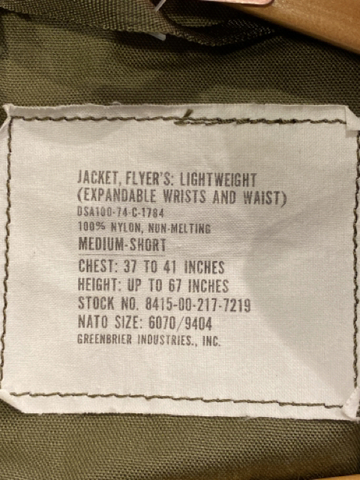 JACKET, FLYER'S: LIGHTWEIGHT
(EXPANDABLE WRISTS AND WAIST)
DSA100-74-C-1784
100% NYLON, NON-MELTING
MEDIUM-SHORT
CHEST: 37 TO 41 INCHES
HEIGHT: UP TO 67 INCHES
STOCK NO. 8415-00-217-7219
NATO SIZE: 6070/9404
GREENBRIER INDUSTRIES., INC.